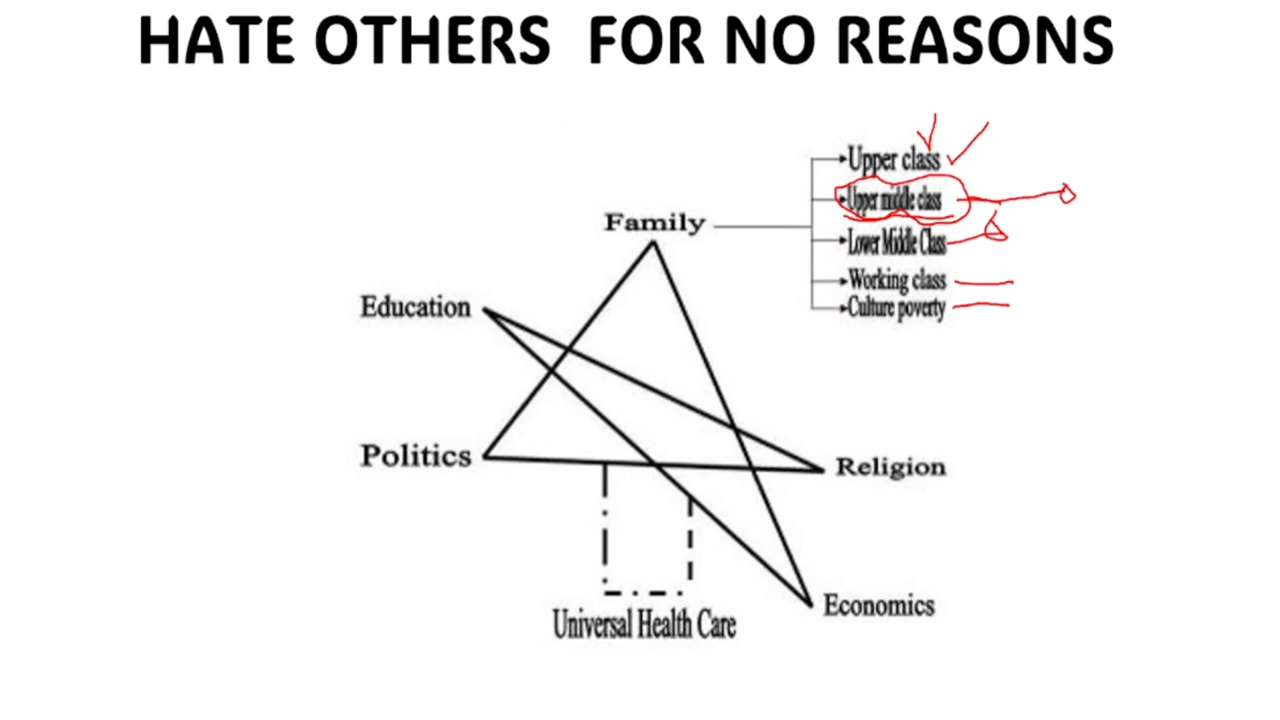 HATE OTHERS FOR NO REASONS
Upper class
Upper middle class
Family
Lower Middle Class
Working class
Culture poverty
Education
Politics
Religion
Economics
Universal Health Care